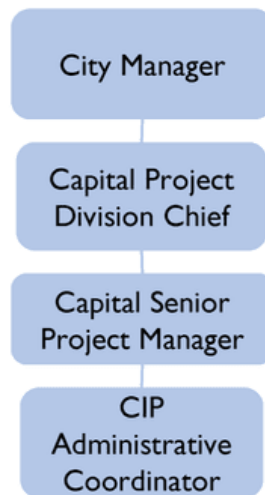 City Manager
Capital Project
Division Chief
Capital Senior
Project Manager
CIP
Administrative
Coordinator